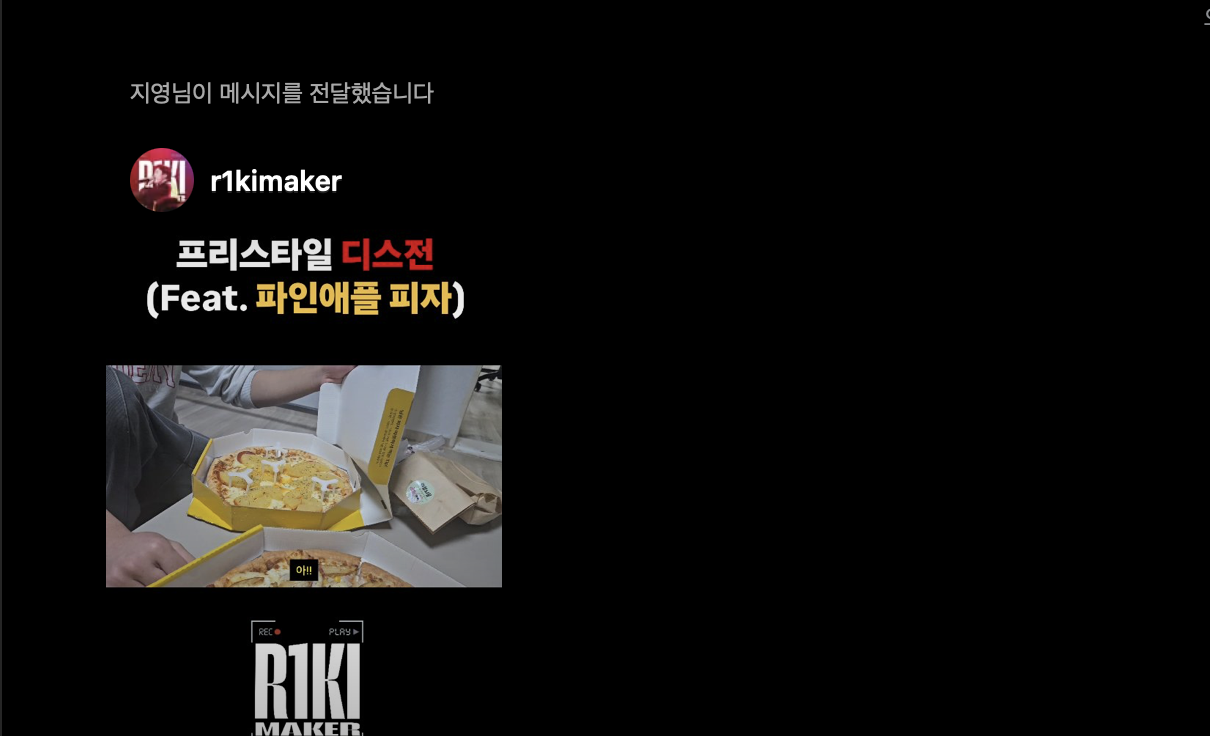 지영님이 메시지를 전달했습니다
R1KI
r1kimaker
프리스타일 디스전
(Feat. 파인애플 피자)
아!!
REC
PLAY
R1KI
MAKER